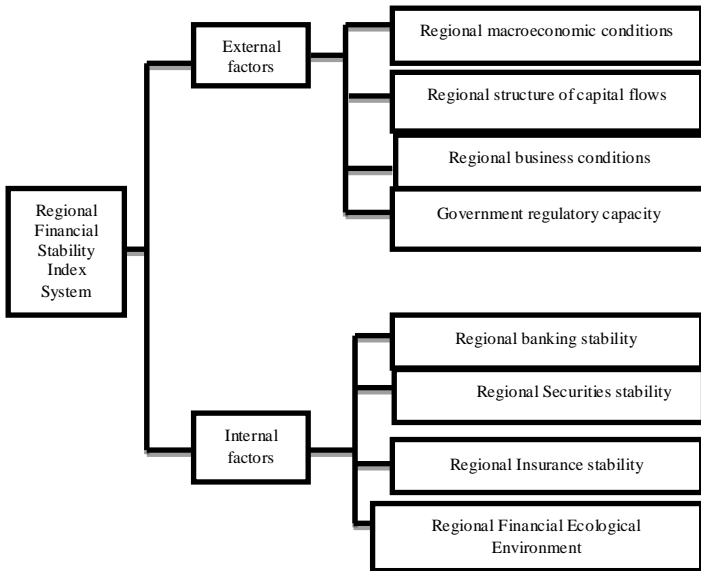 Regional
Financial
Stability
Index
System
External
factors
Regional macroeconomic conditions
Regional structure of capital flows
Regional business conditions
Government regulatory capacity
Internal
factors
Regional banking stability
Regional Securities stability
Regional Insurance stability
Regional Financial Ecological
Environment